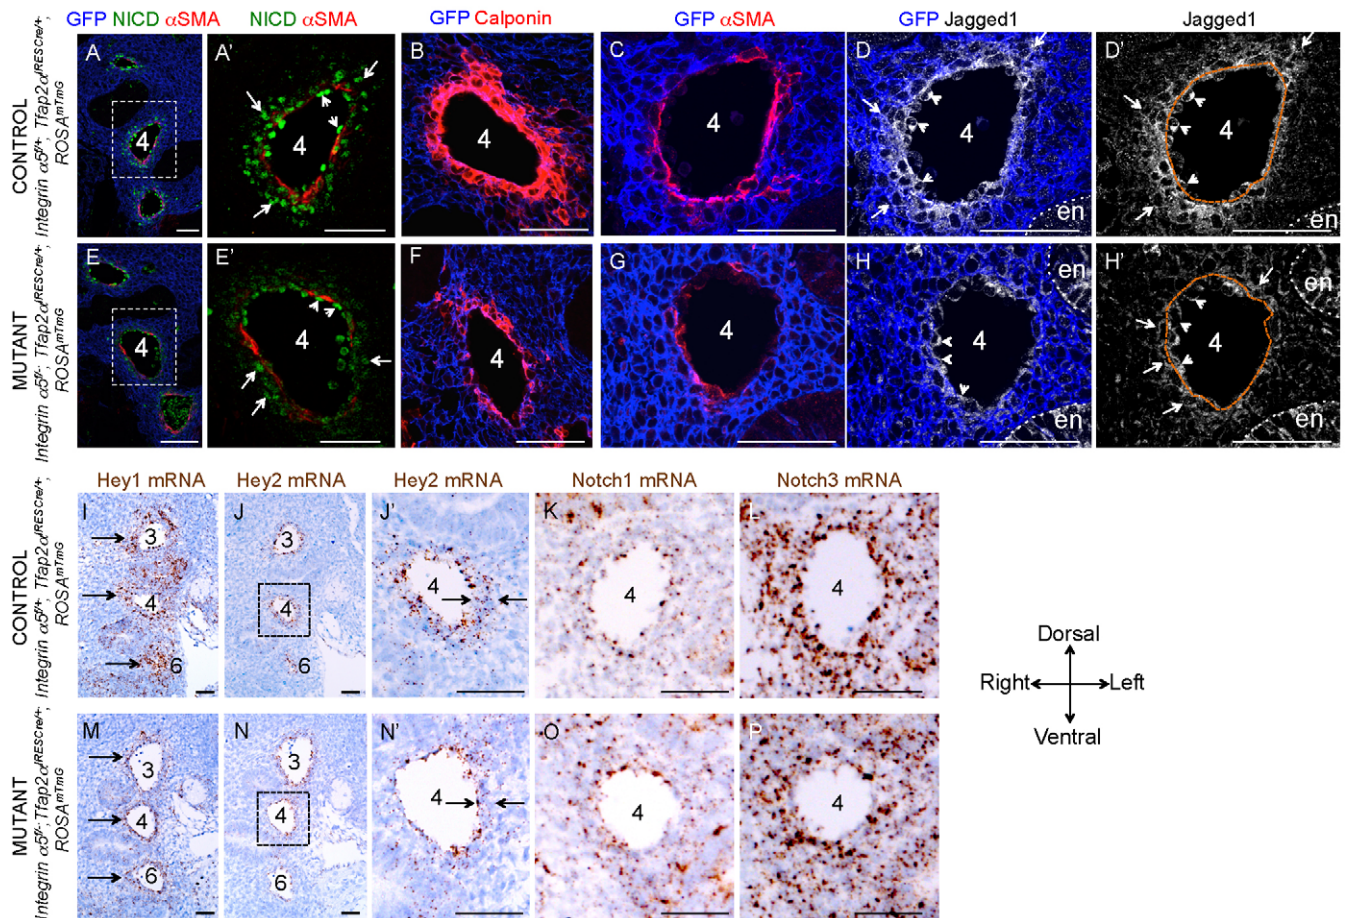 GFP NICD αSMA
NICD αSMA
GFP Calponin
GFP αSMA
GFP Jagged1
Jagged1
CONTROL
Integrin α5f/+, Tfap2αIRESCre/+,
ROSAmTmG
A
4
A'
4
B
4
C
4
D
4
en
D'
4
en
MUTANT
Integrin α5f/-, Tfap2αIRESCre/+,
ROSAmTmG
E
4
E'
4
F
4
G
4
H
4
en
en
H'
4
en
en
Hey1 mRNA
Hey2 mRNA
Hey2 mRNA
Notch1 mRNA
Notch3 mRNA
CONTROL
Integrin α5f/+, Tfap2αIRESCre/+,
ROSAmTmG
I
3
4
6
J
3
4
6
J'
4
K
4
L
4
MUTANT
Integrin α5f/-, Tfap2αIRESCre/+,
ROSAmTmG
M
3
4
6
N
3
4
6
N'
4
O
4
P
4
Dorsal
Right
Left
Ventral